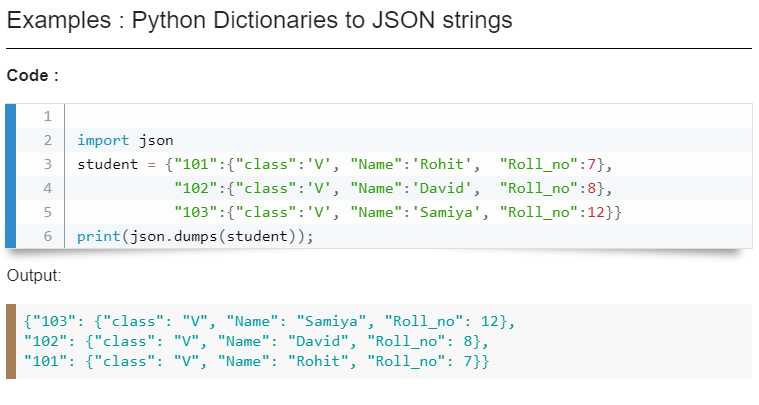 Examples : Python Dictionaries to JSON strings
Code :
1
2 import json
3 student = {"101":{"class":'V', "Name":'Rohit',  "Roll_no":7},
4            "102":{"class":'V', "Name":'David',  "Roll_no":8},
5            "103":{"class":'V', "Name":'Samiya', "Roll_no":12}}
6 print(json.dumps(student));
Output:
{"103": {"class": "V", "Name": "Samiya", "Roll_no": 12},
"102": {"class": "V", "Name": "David", "Roll_no": 8},
"101": {"class": "V", "Name": "Rohit", "Roll_no": 7}}